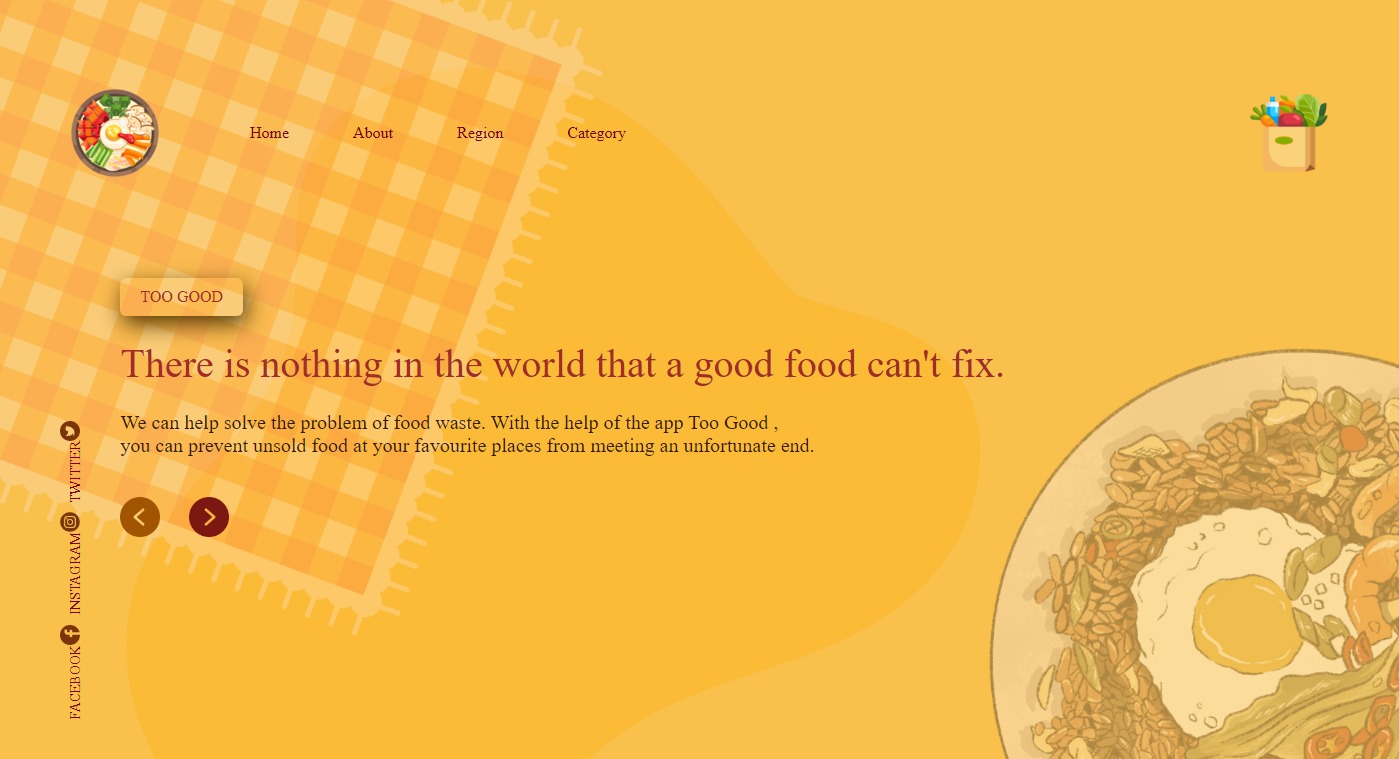 Home
About
Region
Category
TOO GOOD
There is nothing in the world that a good food can't fix.
We can help solve the problem of food waste. With the help of the app Too Good ,
you can prevent unsold food at your favourite places from meeting an unfortunate end.
TWITTER
INSTAGRAM
FACEBOOK